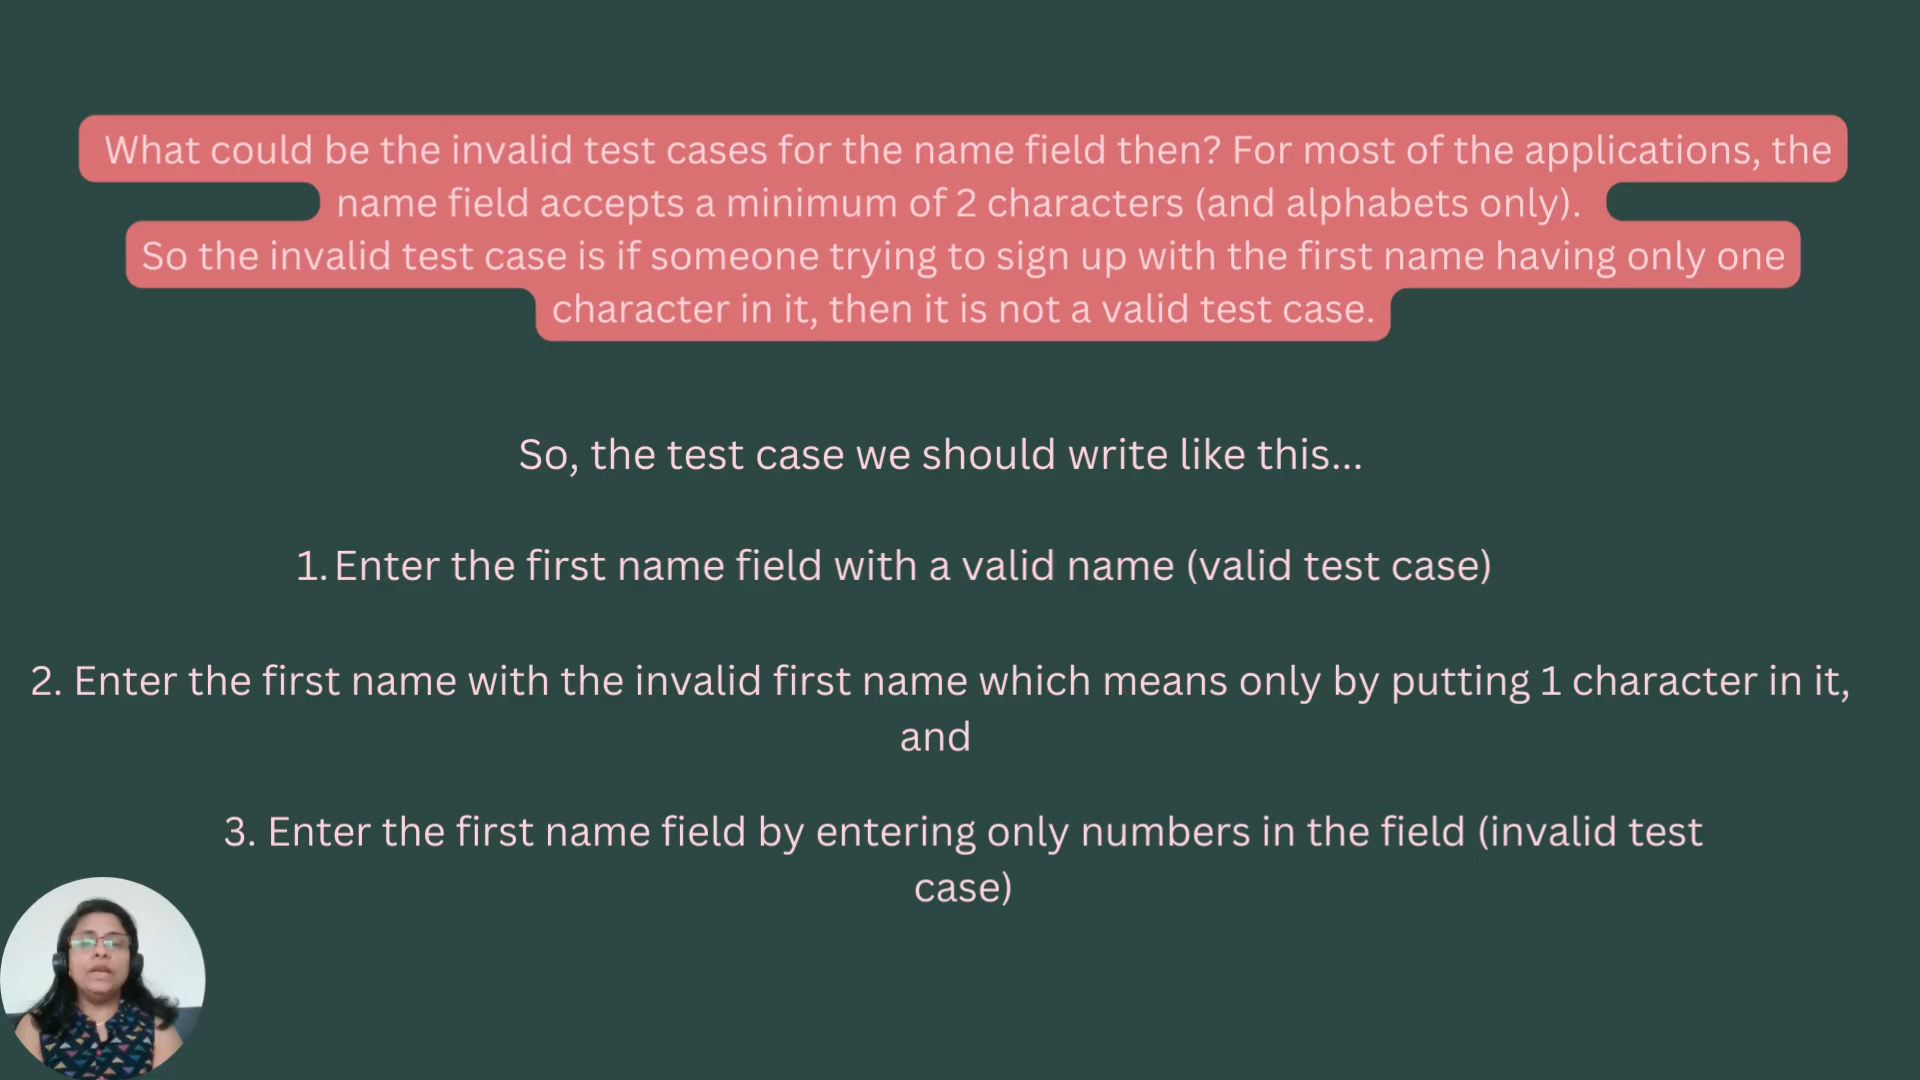 What could be the invalid test cases for the name field then? For most of the applications, the
name field accepts a minimum of 2 characters (and alphabets only).
So the invalid test case is if someone trying to sign up with the first name having only one
character in it, then it is not a valid test case.
So, the test case we should write like this...
1. Enter the first name field with a valid name (valid test case)
2. Enter the first name with the invalid first name which means only by putting 1 character in it,
and
3. Enter the first name field by entering only numbers in the field (invalid test
case)